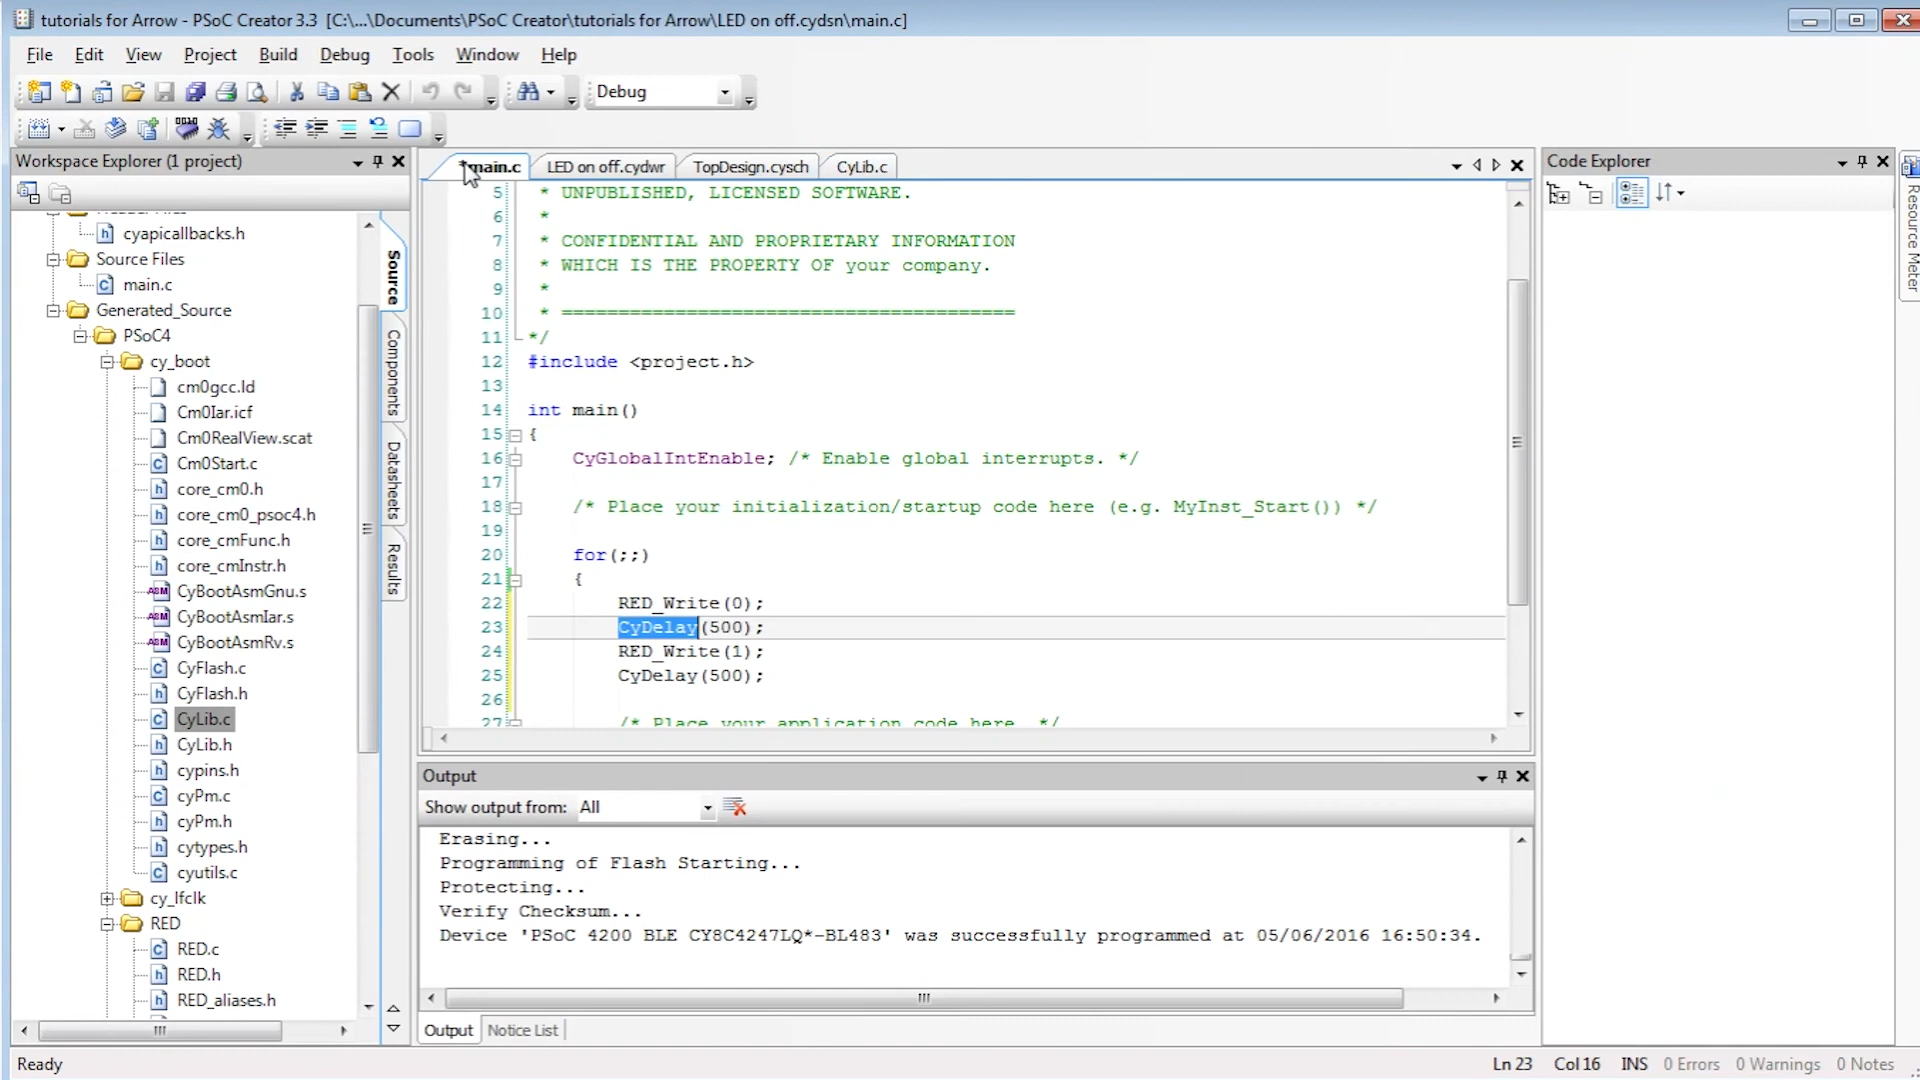 tutorials for Arrow - PSoC Creator 3.3 [C:\...\Documents\PSoC Creator\tutorials for Arrow\LED on off.cydsn\main.c]
File Edit View Project Build Debug Tools Window Help
Debug
Workspace Explorer (1 project)
cyapicallbacks.h
Source Files
main.c
Generated_Source
PSoC4
cy_boot
cm0gcc.ld
Cm0Iar.icf
Cm0RealView.scat
Cm0Start.c
core_cm0.h
core_cm0_psoc4.h
core_cmFunc.h
core_cmInstr.h
CyBootAsmGnu.s
CyBootAsmIar.s
CyBootAsmRv.s
CyFlash.c
CyFlash.h
CyLib.c
CyLib.h
cypins.h
cyPm.c
cyPm.h
cytypes.h
cyutils.c
cy_lfclk
RED
RED.c
RED.h
RED_aliases.h
Source
Components
Datasheets
Results
*main.c LED on off.cydwr TopDesign.cysch CyLib.c
5 * UNPUBLISHED, LICENSED SOFTWARE.
6 *
7 * CONFIDENTIAL AND PROPRIETARY INFORMATION
8 * WHICH IS THE PROPERTY OF your company.
9 *
10 * ========================================
11 */
12 #include <project.h>
13
14 int main()
15 {
16 CyGlobalIntEnable; /* Enable global interrupts. */
17
18 /* Place your initialization/startup code here (e.g. MyInst_Start()) */
19
20 for(;;)
21 {
22 RED_Write(0);
23 CyDelay(500);
24 RED_Write(1);
25 CyDelay(500);
26
27 /* Place your application code here. */
Output
Show output from: All
Erasing...
Programming of Flash Starting...
Protecting...
Verify Checksum...
Device 'PSoC 4200 BLE CY8C4247LQ*-BL483' was successfully programmed at 05/06/2016 16:50:34.
Output Notice List
Code Explorer
Resource Meter
Ready Ln 23 Col 16 INS 0 Errors 0 Warnings 0 Notes